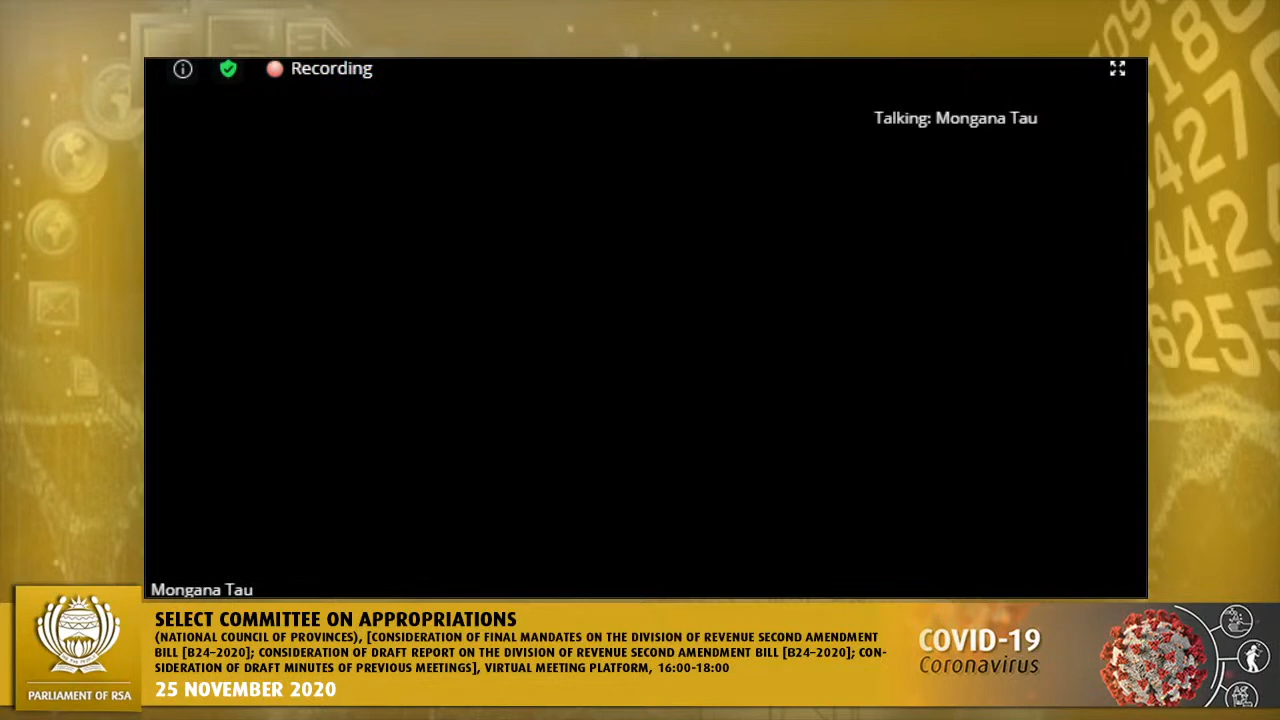 Recording
Talking: Mongana Tau
Mongana Tau
SELECT COMMITTEE ON APPROPRIATIONS
(NATIONAL COUNCIL OF PROVINCES), [CONSIDERATION OF FINAL MANDATES ON THE DIVISION OF REVENUE SECOND AMENDMENT
BILL [B24–2020]; CONSIDERATION OF DRAFT REPORT ON THE DIVISION OF REVENUE SECOND AMENDMENT BILL [B24–2020]; CON-
SIDERATION OF DRAFT MINUTES OF PREVIOUS MEETINGS], VIRTUAL MEETING PLATFORM, 16:00-18:00
25 NOVEMBER 2020
PARLIAMENT OF RSA
COVID-19
Coronavirus